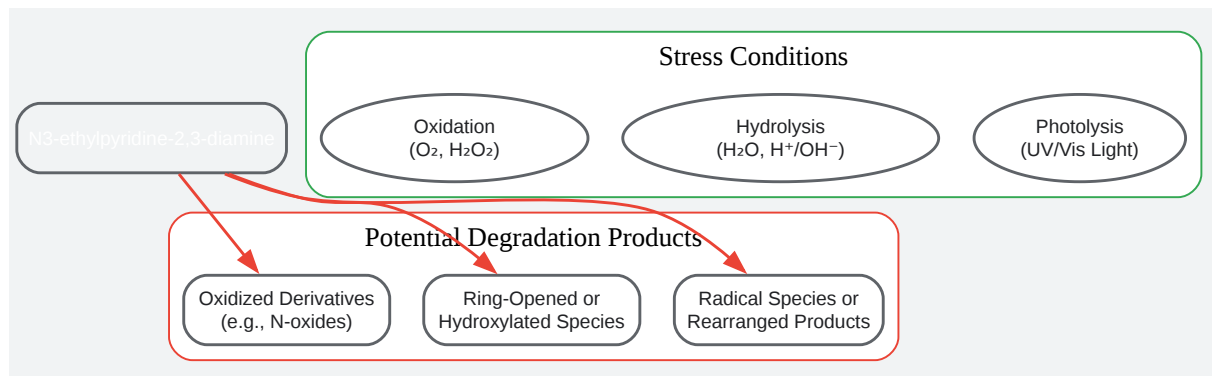 Stress Conditions
N3-ethylpyridine-2,3-diamine
Oxidation
(O₂, H₂O₂)
Hydrolysis
(H₂O, H⁺/OH⁻)
Photolysis
(UV/Vis Light)
Potential Degradation Products
Oxidized Derivatives
(e.g., N-oxides)
Ring-Opened or
Hydroxylated Species
Radical Species or
Rearranged Products